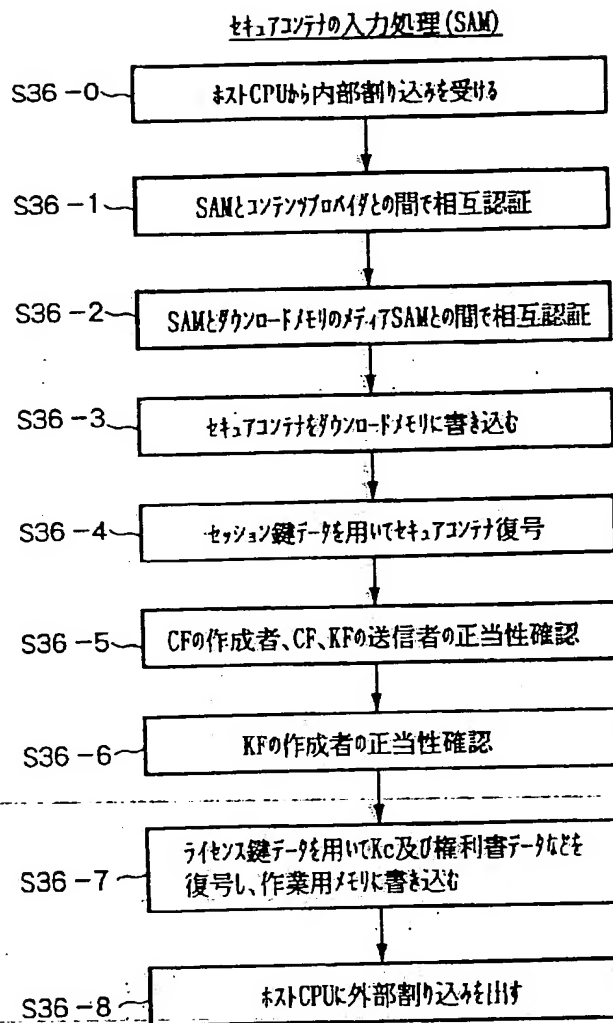 セキュアコンテナの入力処理(SAM)
S36-0
ホストCPUから内部割り込みを受ける
S36-1
SAMとコンテンツプロバイダとの間で相互認証
S36-2
SAMとダウンロードメモリのメディアSAMとの間で相互認証
S36-3
セキュアコンテナをダウンロードメモリに書き込む
S36-4
セッション鍵データを用いてセキュアコンテナ復号
S36-5
CFの作成者、CF、KFの送信者の正当性確認
S36-6
KFの作成者の正当性確認
S36-7
ライセンス鍵データを用いてKc及び権利書データなどを
復号し、作業用メモリに書き込む
S36-8
ホストCPUに外部割り込みを出す